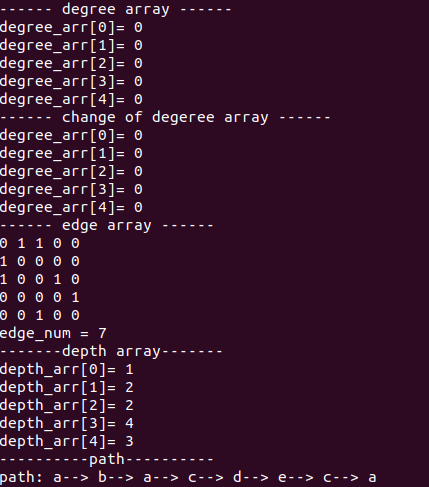 ------ degree array ------
degree_arr[0]= 0
degree_arr[1]= 0
degree_arr[2]= 0
degree_arr[3]= 0
degree_arr[4]= 0
------ change of degeree array ------
degree_arr[0]= 0
degree_arr[1]= 0
degree_arr[2]= 0
degree_arr[3]= 0
degree_arr[4]= 0
------ edge array ------
0 1 1 0 0
1 0 0 0 0
1 0 0 1 0
0 0 0 0 1
0 0 1 0 0
edge_num = 7
-------depth array-------
depth_arr[0]= 1
depth_arr[1]= 2
depth_arr[2]= 2
depth_arr[3]= 4
depth_arr[4]= 3
----------path----------
path: a--> b--> a--> c--> d--> e--> c--> a